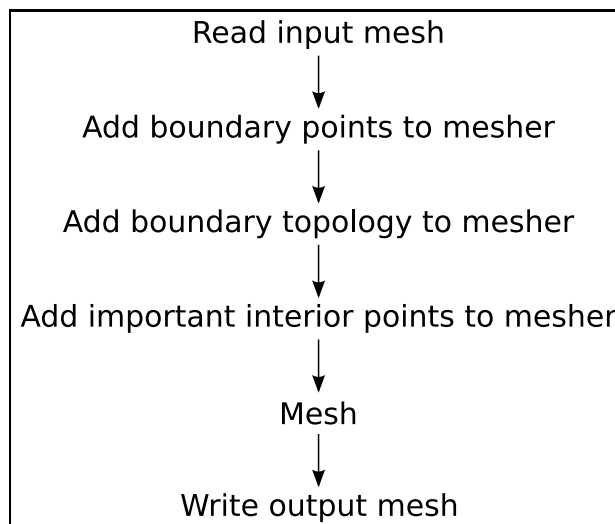 Read input mesh
Add boundary points to mesher
Add boundary topology to mesher
Add important interior points to mesher
Mesh
Write output mesh